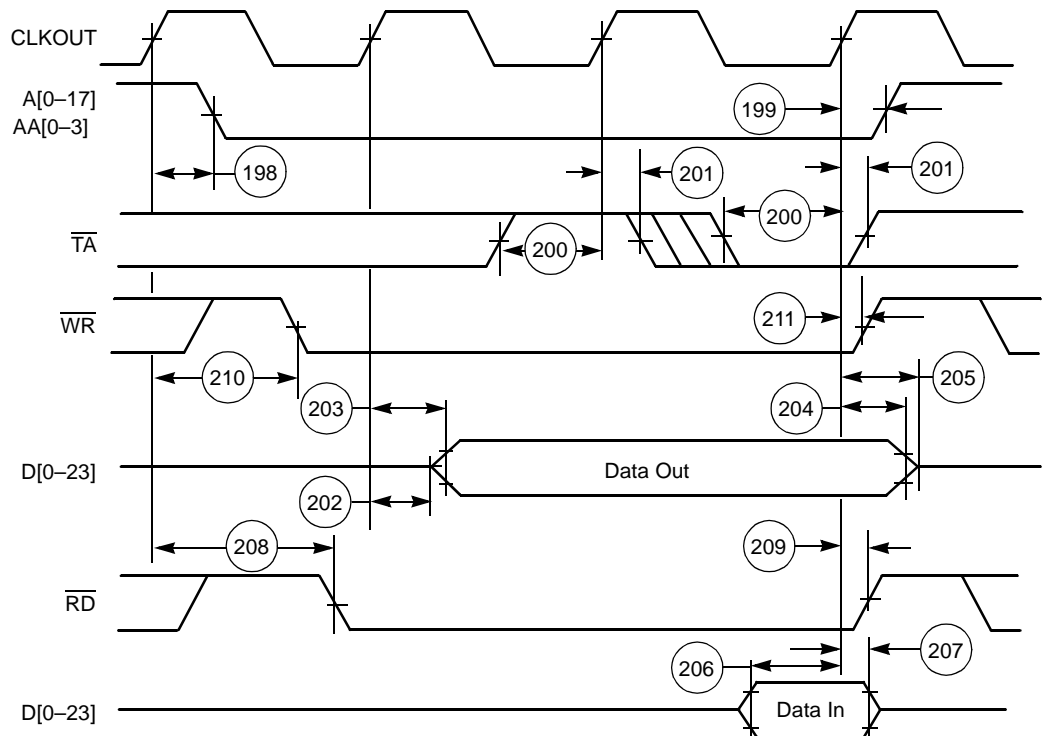 CLKOUT
A[0–17]
AA[0–3]
199
198
201
201
200
TA
200
WR
211
210
205
203
204
D[0–23]
Data Out
202
208
209
RD
206
207
D[0–23]
Data In